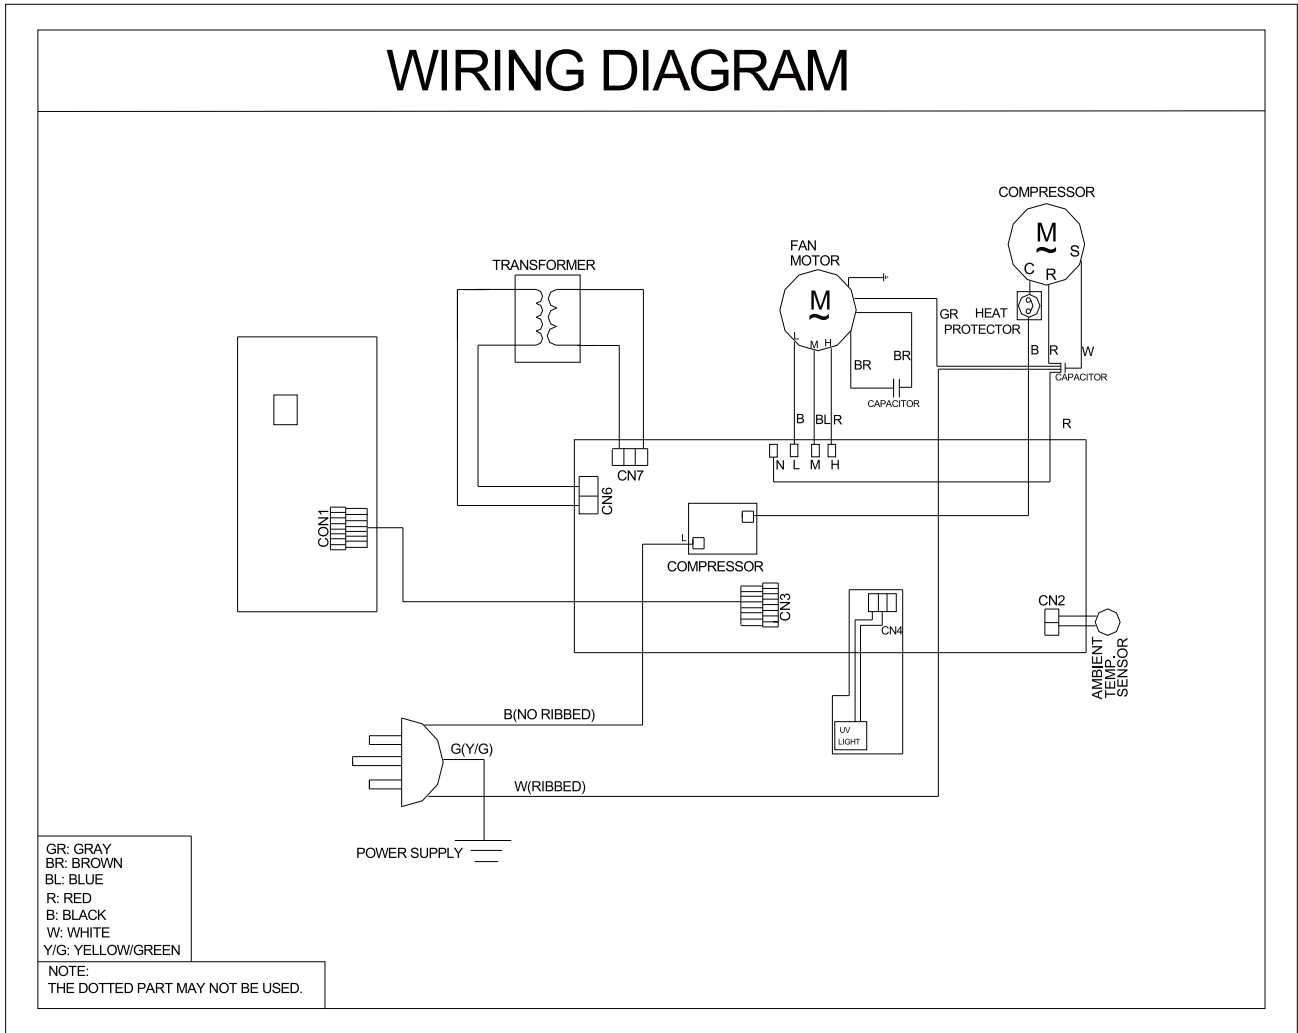 WIRING DIAGRAM
COMPRESSOR
M
~
S
C
R
FAN
MOTOR
M
~
L
M
H
TRANSFORMER
GR
HEAT
PROTECTOR
B
R
W
CAPACITOR
BR
BR
CAPACITOR
B
BL
R
R
N
L
M
H
CN7
CN6
CON1
L
COMPRESSOR
CN3
CN4
CN2
AMBIENT
TEMP.
SENSOR
UV
LIGHT
B(NO RIBBED)
G(Y/G)
W(RIBBED)
POWER SUPPLY
GR: GRAY
BR: BROWN
BL: BLUE
R: RED
B: BLACK
W: WHITE
Y/G: YELLOW/GREEN
NOTE:
THE DOTTED PART MAY NOT BE USED.